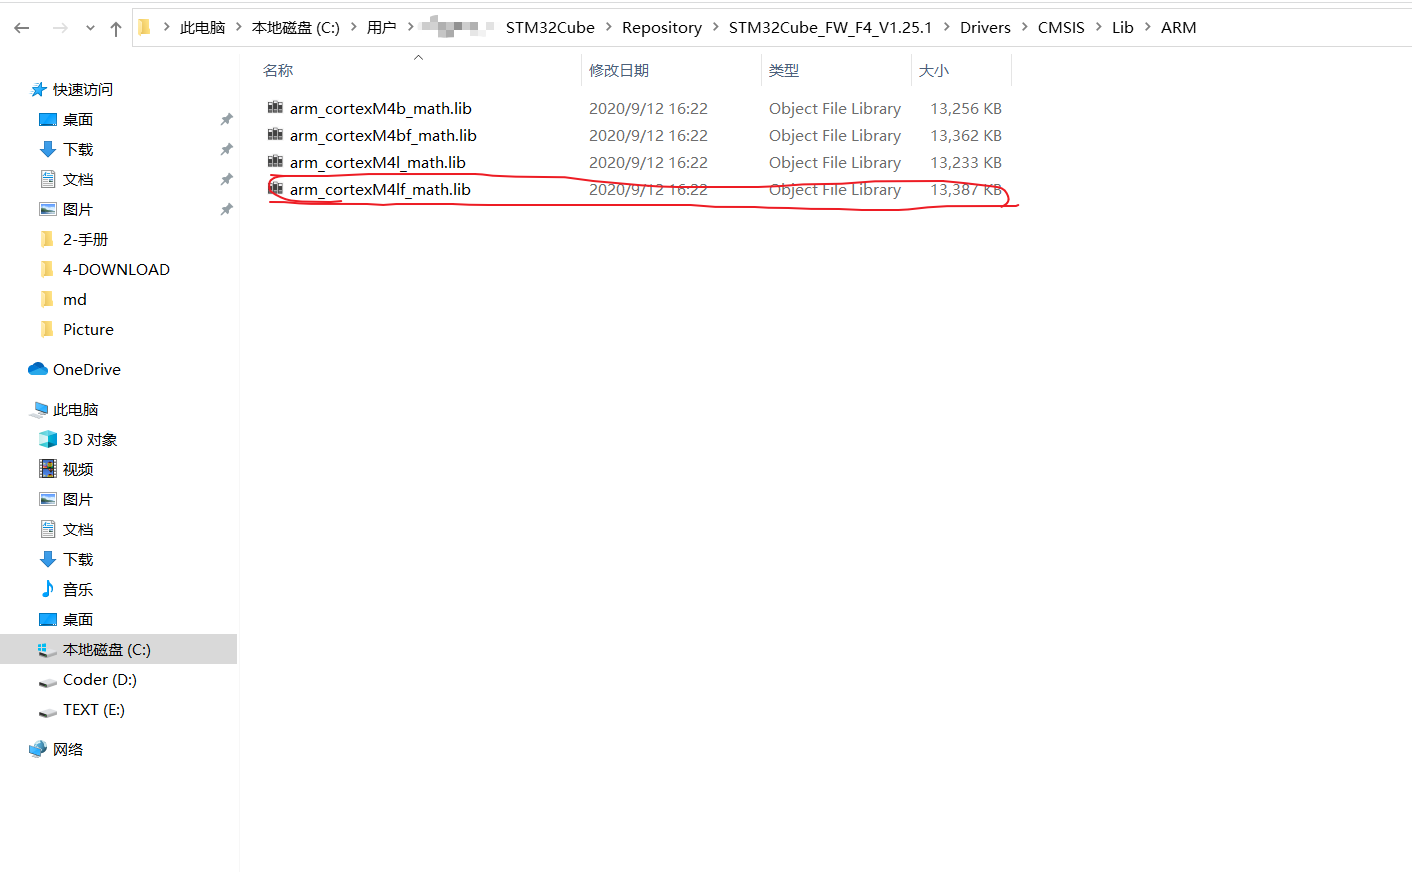 此电脑 本地磁盘 (C:) 用户 STM32Cube Repository STM32Cube_FW_F4_V1.25.1 Drivers CMSIS Lib ARM
名称 修改日期 类型 大小
arm_cortexM4b_math.lib 2020/9/12 16:22 Object File Library 13,256 KB
arm_cortexM4bf_math.lib 2020/9/12 16:22 Object File Library 13,362 KB
arm_cortexM4l_math.lib 2020/9/12 16:22 Object File Library 13,233 KB
arm_cortexM4lf_math.lib 2020/9/12 16:22 Object File Library 13,387 KB
快速访问
桌面
下载
文档
图片
2-手册
4-DOWNLOAD
md
Picture
OneDrive
此电脑
3D 对象
视频
图片
文档
下载
音乐
桌面
本地磁盘 (C:)
Coder (D:)
TEXT (E:)
网络